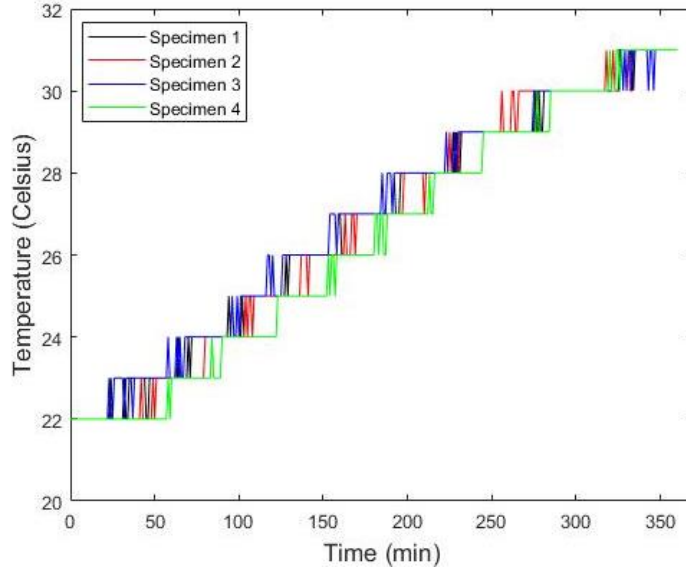 32
30
28
26
24
22
20
Temperature (Celsius)
Specimen 1
Specimen 2
Specimen 3
Specimen 4
0 50 100 150 200 250 300 350
Time (min)